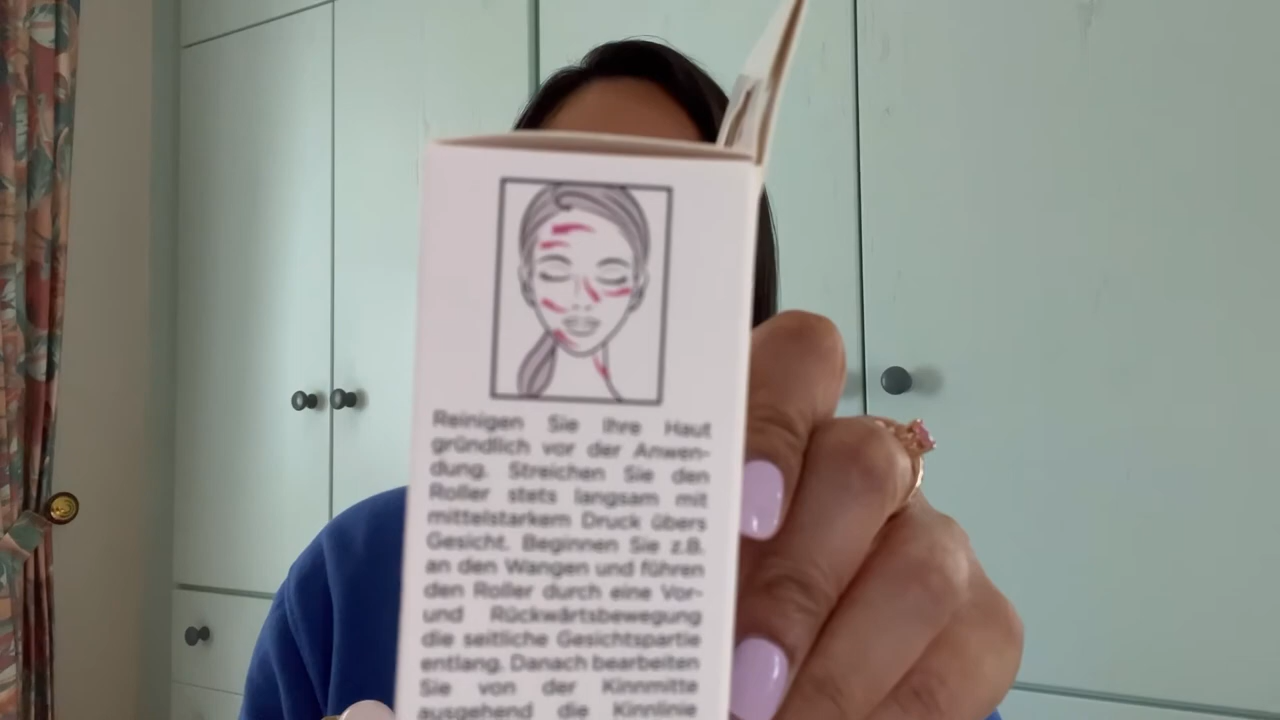 Reinigen Sie Ihre Haut
gründlich vor der Anwen-
dung. Streichen Sie den
Roller stets langsam mit
mittelstarkem Druck übers
Gesicht. Beginnen Sie z.B.
an den Wangen und führen
den Roller durch eine Vor-
und Rückwärtsbewegung
die seitliche Gesichtspartie
entlang. Danach bearbeiten
Sie von der Kinnmitte
ausgehend die Kinnlinie